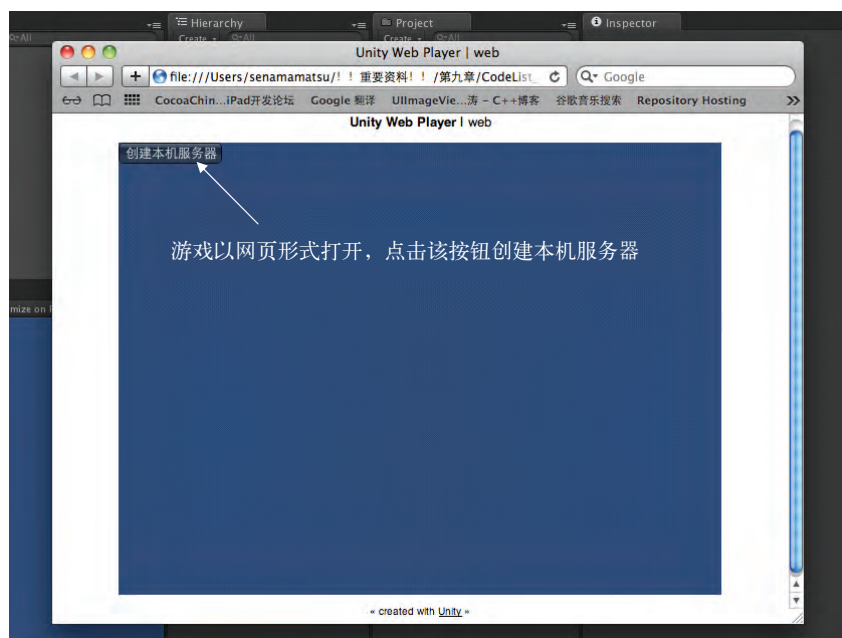 Hierarchy
Project
Inspector
All
Create
All
Create
All
Unity Web Player | web
file:///Users/senamamatsu/！！重要资料！！/第九章/CodeList_
Google
CocoaChin...iPad开发论坛
Google 翻译
UIImageVie...涛 - C++博客
谷歌音乐搜索
Repository Hosting
»
Unity Web Player | web
创建本机服务器
游戏以网页形式打开，点击该按钮创建本机服务器
mize on
« created with Unity »